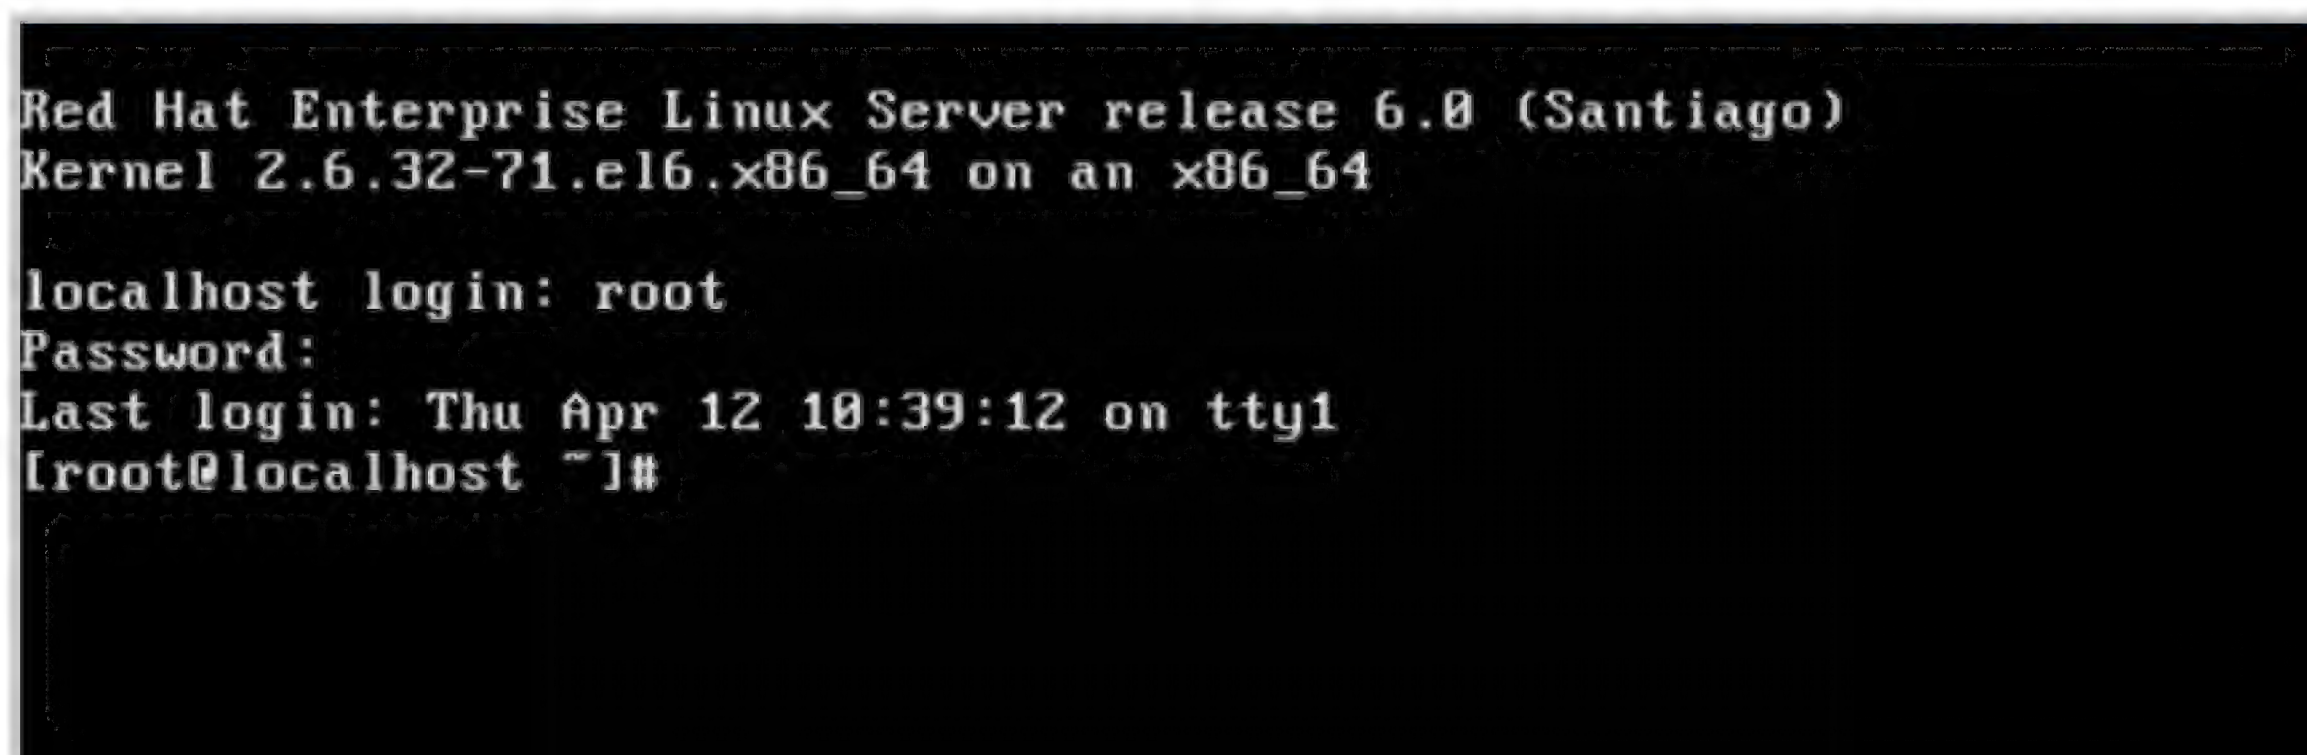 Red Hat Enterprise Linux Server release 6.0 (Santiago)
Kernel 2.6.32-71.el6.x86_64 on an x86_64
localhost login: root
Password:
Last login: Thu Apr 12 10:39:12 on tty1
[root@localhost ~]#